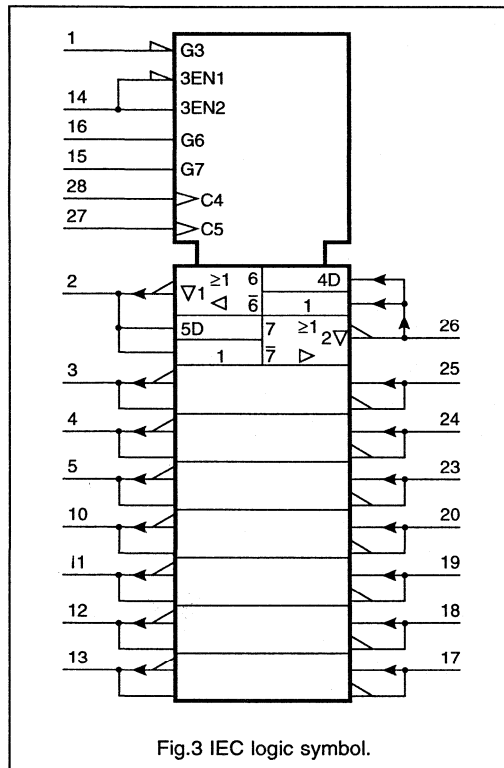 1 G3
3EN1
14 3EN2
16 G6
15 G7
28 C4
27 C5
2 ▽1 ≥1 6 4D
◁ 6̅ 1
5D 7 ≥1 2▽ 26
1 7̅ ▷
3 25
4 24
5 23
10 20
11 19
12 18
13 17
Fig.3 IEC logic symbol.